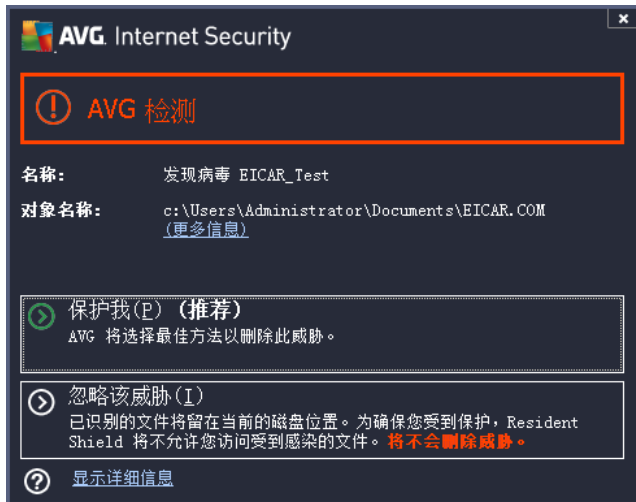 AVG. Internet Security
AVG 检测
名称： 发现病毒 EICAR_Test
对象名称： c:\Users\Administrator\Documents\EICAR.COM
(更多信息)
保护我(P) (推荐)
AVG 将选择最佳方法以删除此威胁。
忽略该威胁(I)
已识别的文件将留在当前的磁盘位置。为确保您受到保护，Resident
Shield 将不允许您访问受到感染的文件。将不会删除威胁。
显示详细信息